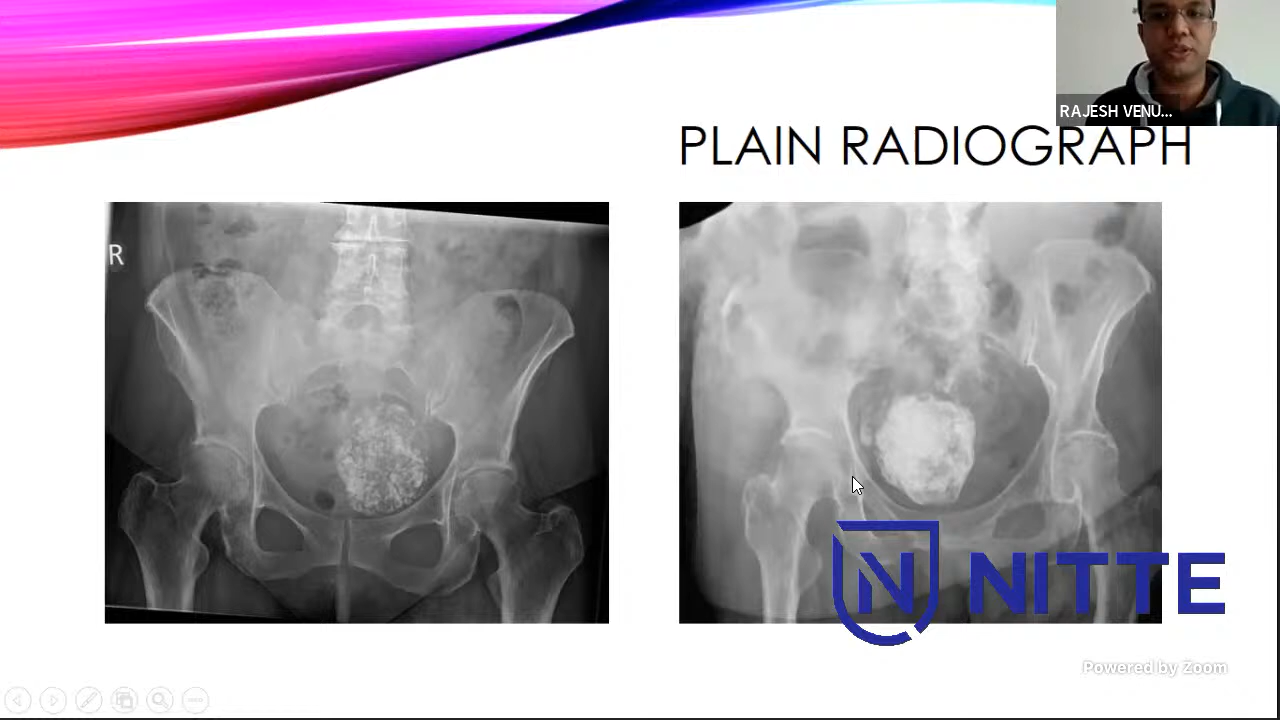 RAJESH VENU...
PLAIN RADIOGRAPH
R
N NITTE
Powered by Zoom